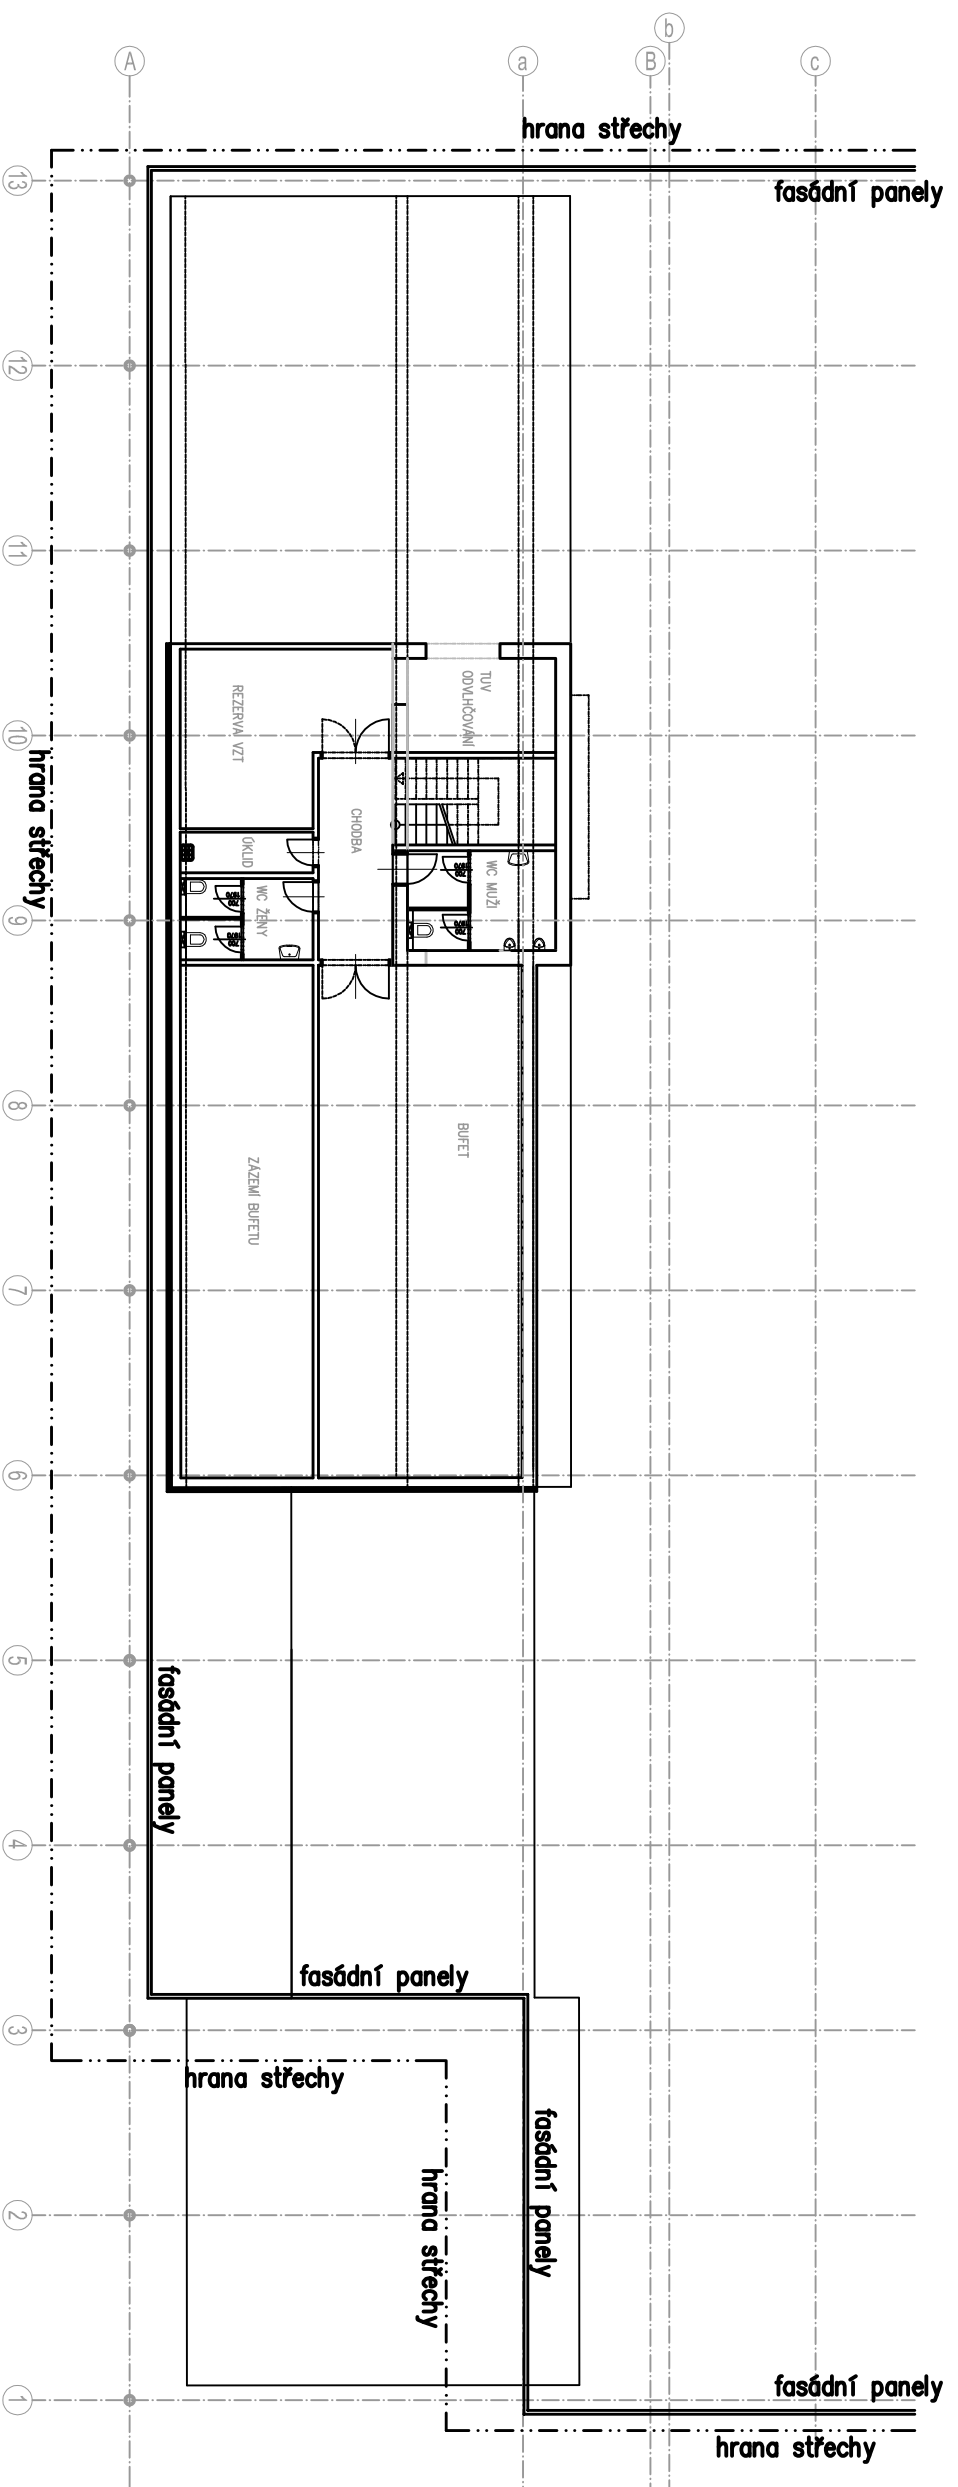 b
A
a
B
c
hrana střechy
13
fasádní panely
12
11
TUV
ODVLHČOVÁNÍ
REZERVA VZT
10
hrana střechy
CHODBA
ÚKLID
WC MUŽI
WC ŽENY
9
8
BUFET
ZÁZEMÍ BUFETU
7
6
5
fasádní panely
4
fasádní panely
3
hrana střechy
fasádní panely
hrana střechy
2
fasádní panely
1
hrana střechy